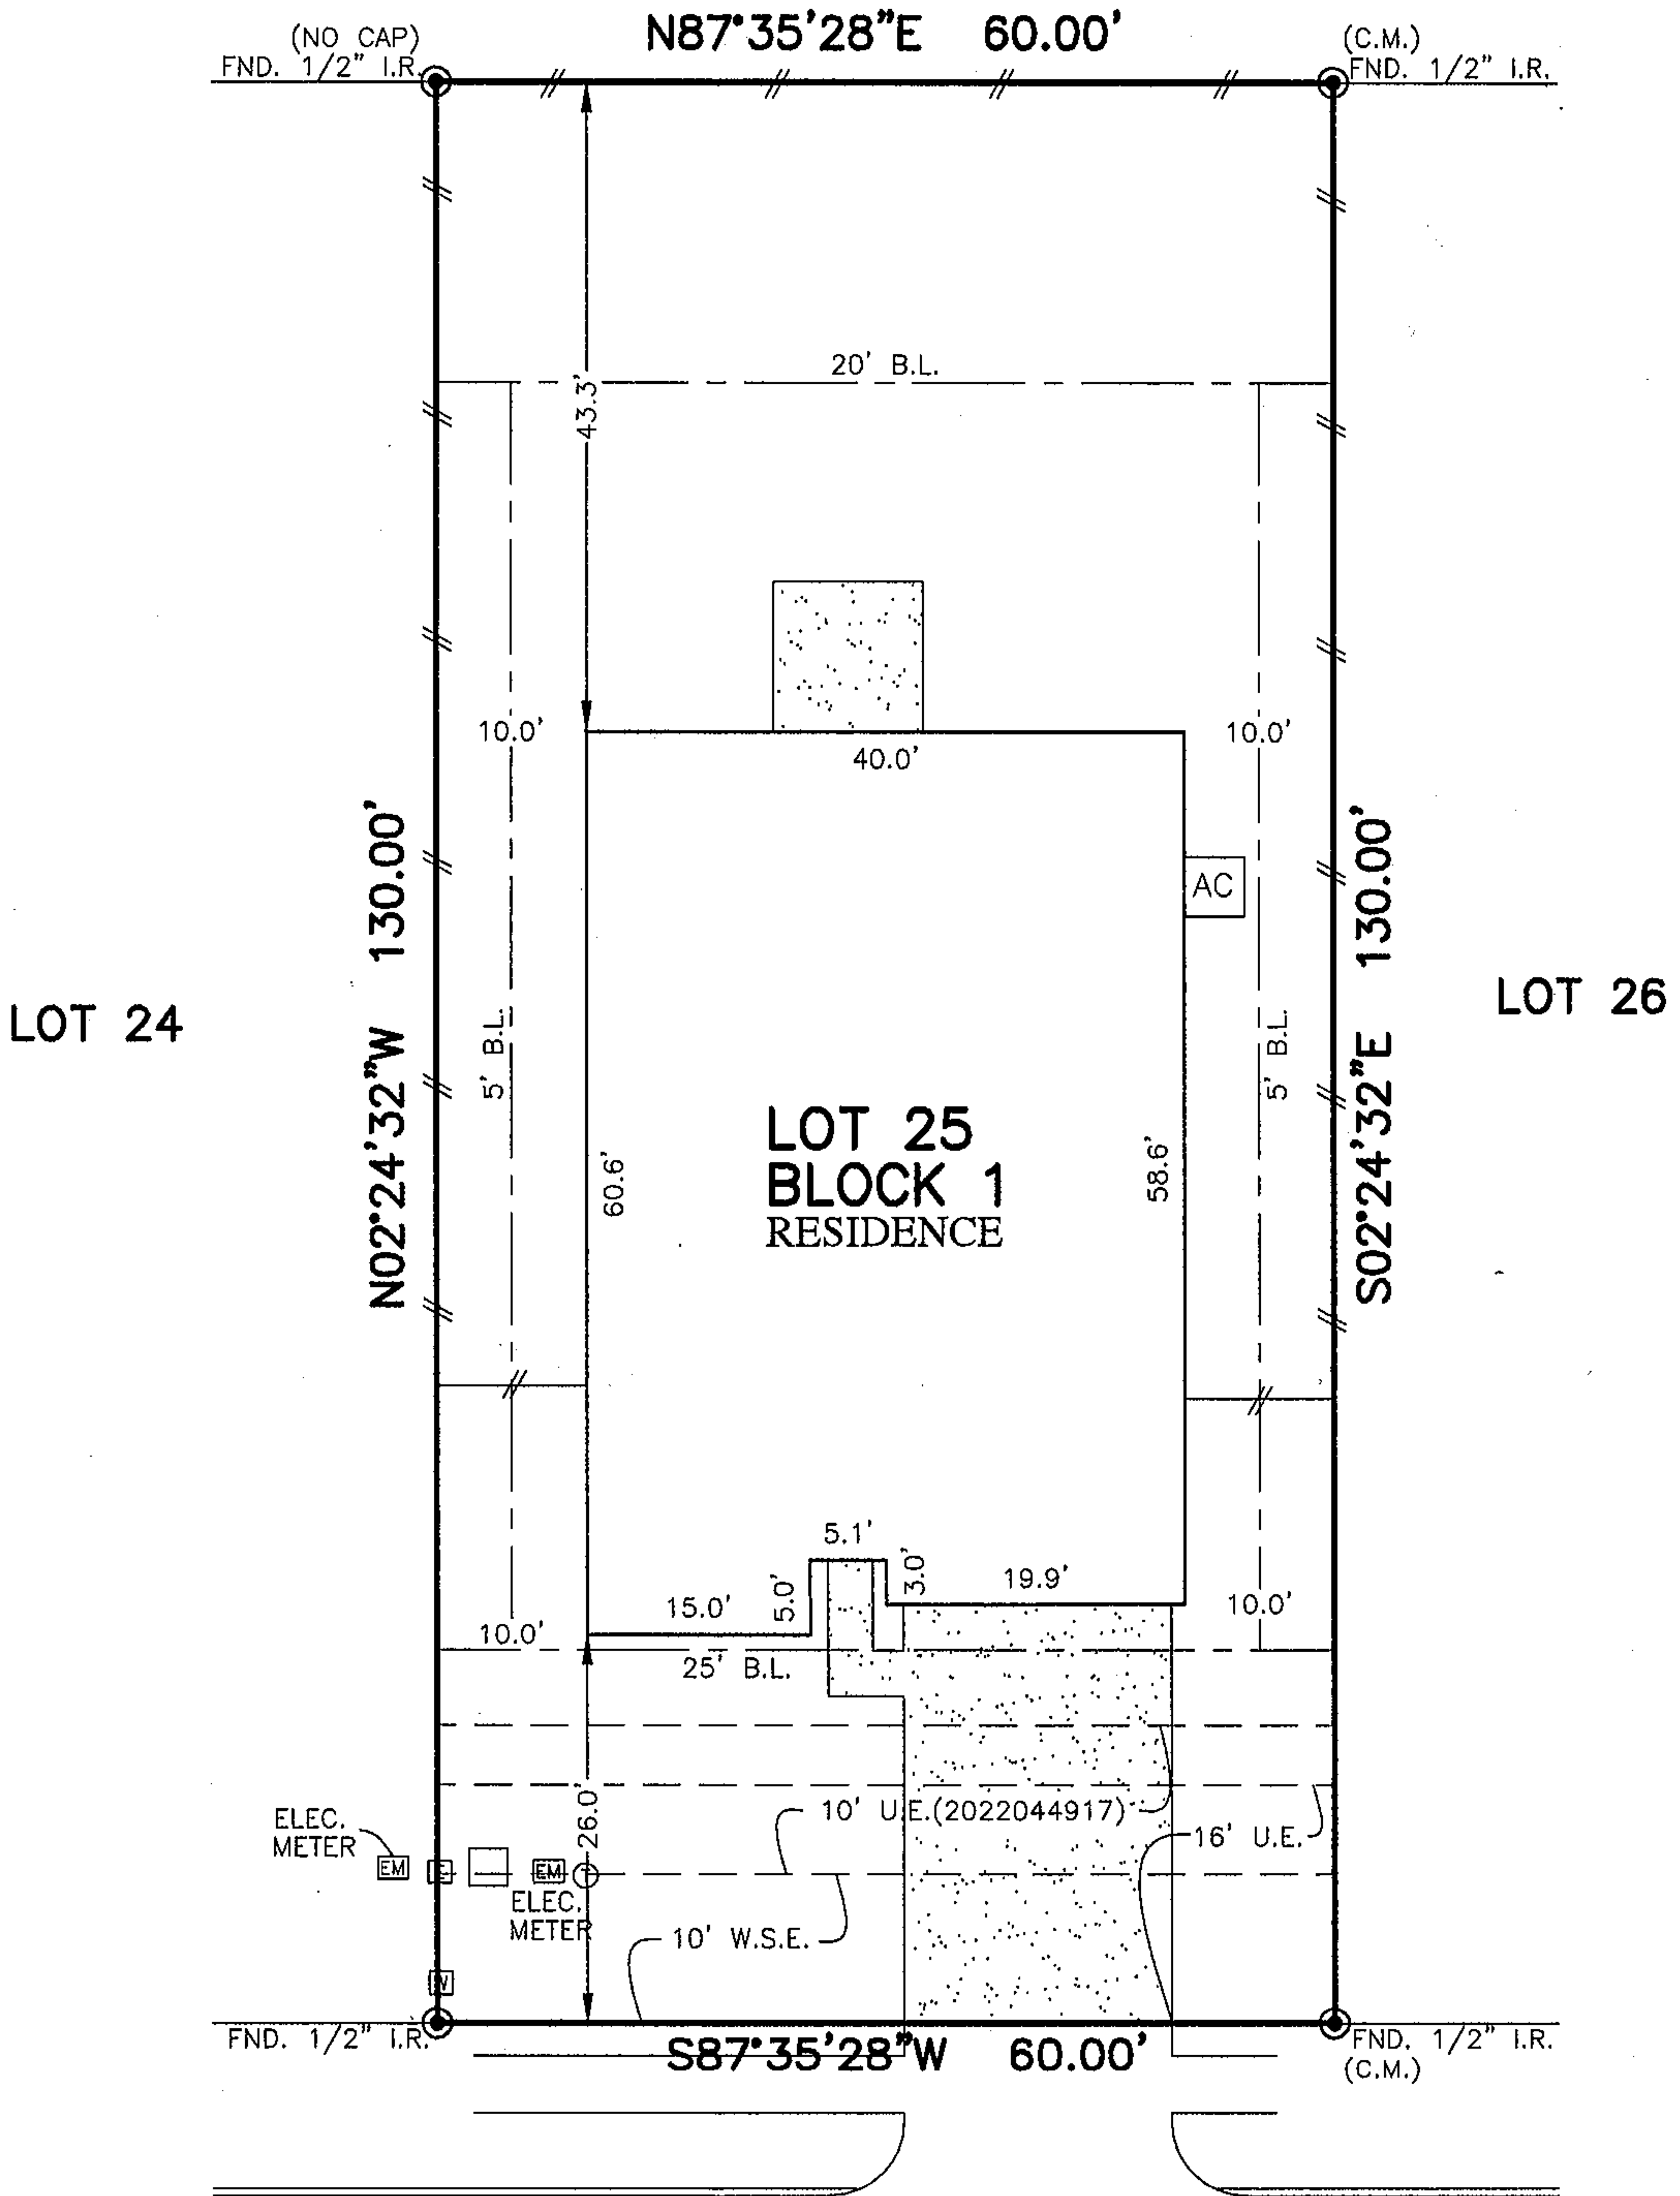 N87°35'28"E 60.00'
(NO CAP)
FND. 1/2" I.R.
(C.M.)
FND. 1/2" I.R.
20' B.L.
43.3'
10.0'
40.0'
10.0'
AC
N02°24'32"W 130.00'
S02°24'32"E 130.00'
LOT 24
LOT 26
5' B.L.
5' B.L.
LOT 25
BLOCK 1
RESIDENCE
60.6'
58.6'
5.1'
5.0'
3.0'
19.9'
15.0'
10.0'
10.0'
25' B.L.
26.0'
10' U.E.(2022044917)
16' U.E.
ELEC.
METER
EM
E
EM
ELEC.
METER
10' W.S.E.
W
FND. 1/2" I.R.
S87°35'28"W 60.00'
FND. 1/2" I.R.
(C.M.)